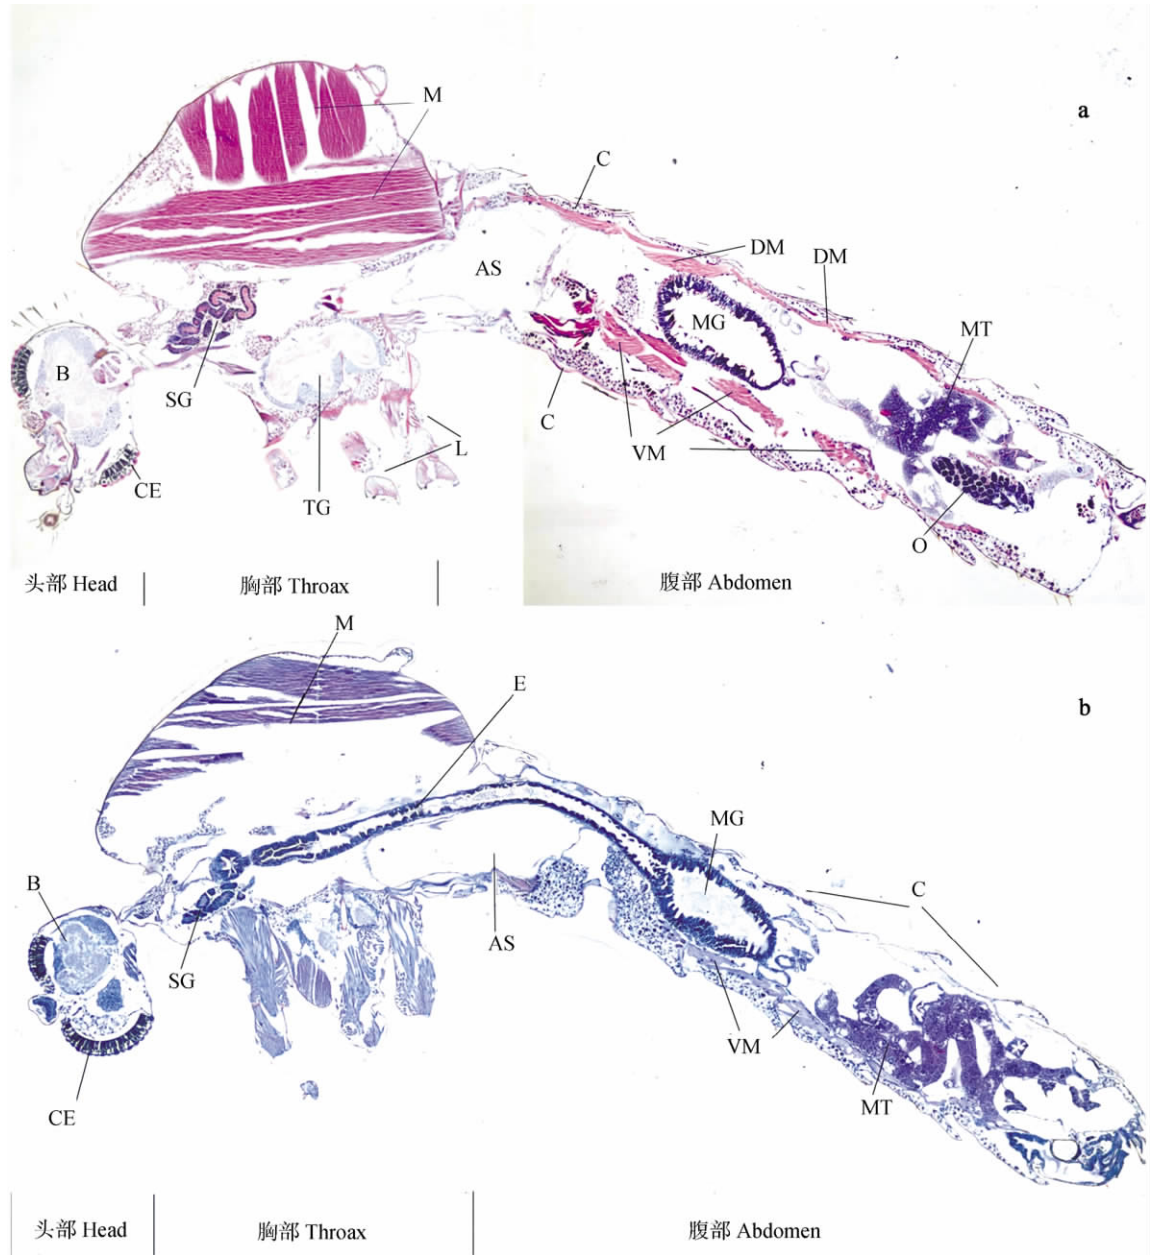 a
M
C
DM
DM
AS
MG
MT
B
SG
C
L
VM
CE
TG
O
头部 Head
胸部 Throax
腹部 Abdomen
M
E
b
MG
B
C
AS
SG
VM
CE
MT
头部 Head
胸部 Throax
腹部 Abdomen